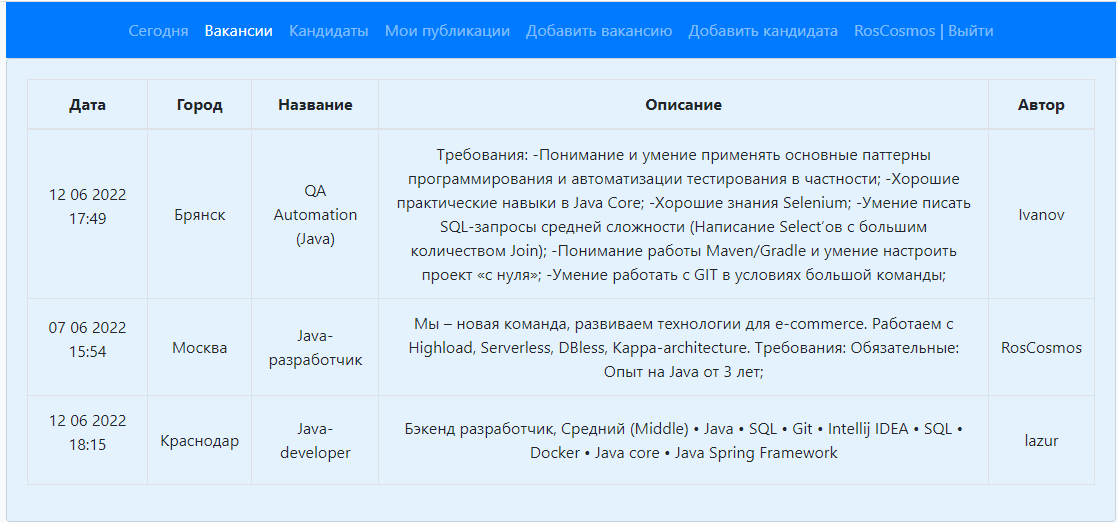 Сегодня Вакансии Кандидаты Мои публикации Добавить вакансию Добавить кандидата RosCosmos | Выйти
Дата Город Название Описание Автор
12 06 2022
17:49
Брянск
QA
Automation
(Java)
Требования: -Понимание и умение применять основные паттерны
программирования и автоматизации тестирования в частности; -Хорошие
практические навыки в Java Core; -Хорошие знания Selenium; -Умение писать
SQL-запросы средней сложности (Написание Select’ов с большим
количеством Join); -Понимание работы Maven/Gradle и умение настроить
проект «с нуля»; -Умение работать с GIT в условиях большой команды;
Ivanov
07 06 2022
15:54
Москва
Java-
разработчик
Мы – новая команда, развиваем технологии для e-commerce. Работаем с
Highload, Serverless, DBless, Kappa-architecture. Требования: Обязательные:
Опыт на Java от 3 лет;
RosCosmos
12 06 2022
18:15
Краснодар
Java-
developer
Бэкенд разработчик, Средний (Middle) • Java • SQL • Git • Intellij IDEA • SQL •
Docker • Java core • Java Spring Framework
lazur